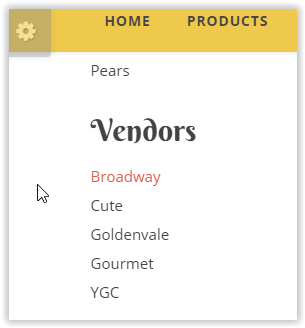 HOME PRODUCTS
Pears
Vendors
Broadway
Cute
Goldenvale
Gourmet
YGC